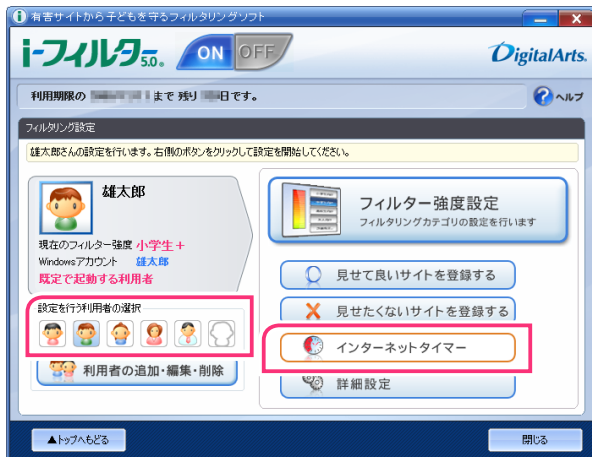 有害サイトから子どもを守るフィルタリングソフト
i-フィルター5.0. ON OFF DigitalArts.
利用期限の まで 残り 日です。 ヘルプ
フィルタリング設定
雄太郎さんの設定を行います。右側のボタンをクリックして設定を開始してください。
雄太郎
現在のフィルター強度 小学生+
Windowsアカウント 雄太郎
既定で起動する利用者
設定を行う利用者の選択
利用者の追加・編集・削除
フィルター強度設定
フィルタリングカテゴリの設定を行います
見せて良いサイトを登録する
見せたくないサイトを登録する
インターネットタイマー
詳細設定
▲トップへもどる
閉じる